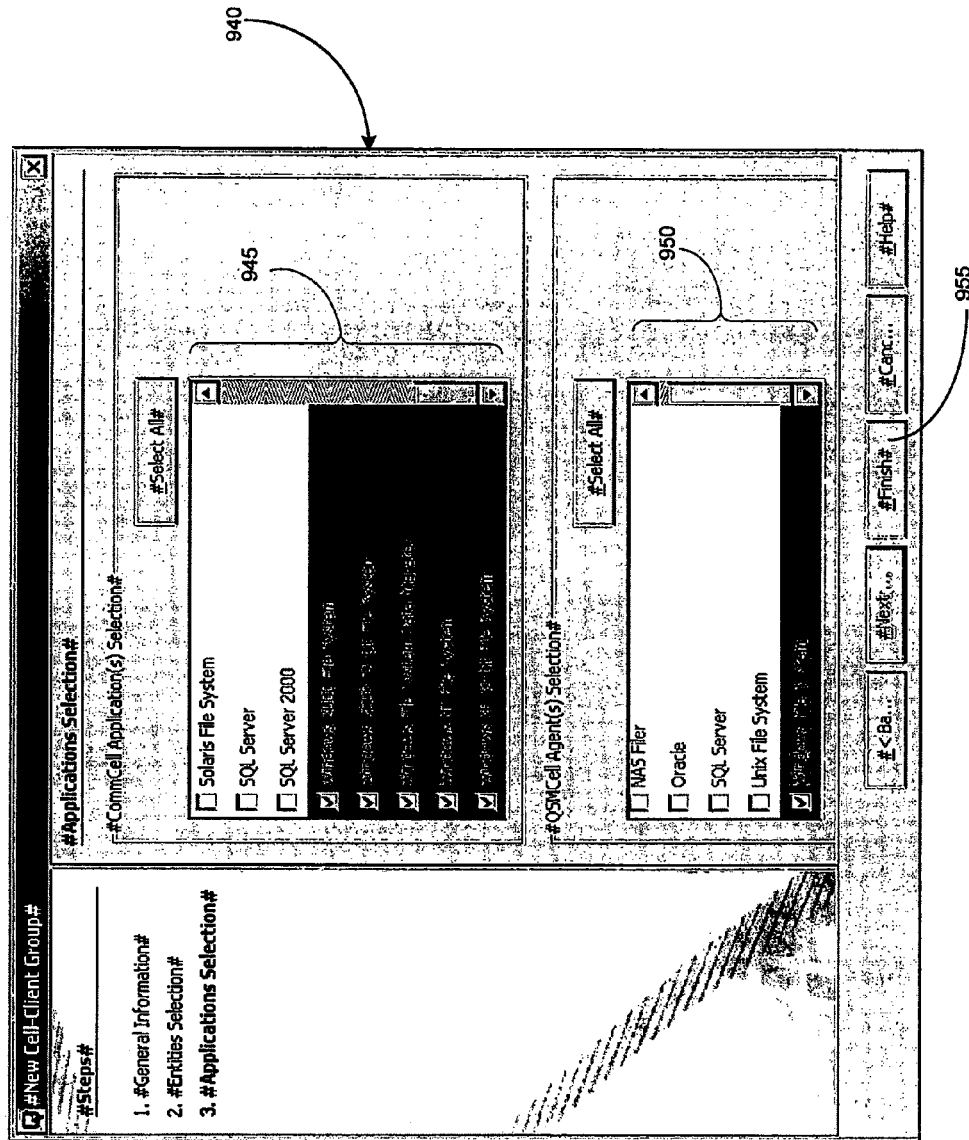 #New Cell-Client Group#
#Steps#
1. #General Information#
2. #Entities Selection#
3. #Applications Selection#
#Applications Selection#
#CommCell Application(s) Selection#
#Select All#
Solaris File System
SQL Server
SQL Server 2000
#QSMCell Agent(s) Selection#
#Select All#
NAS Filer
Oracle
SQL Server
Unix File System
#< Ba...
#Next ...
#Finish#
#Canc...
#Help#
940
945
950
955